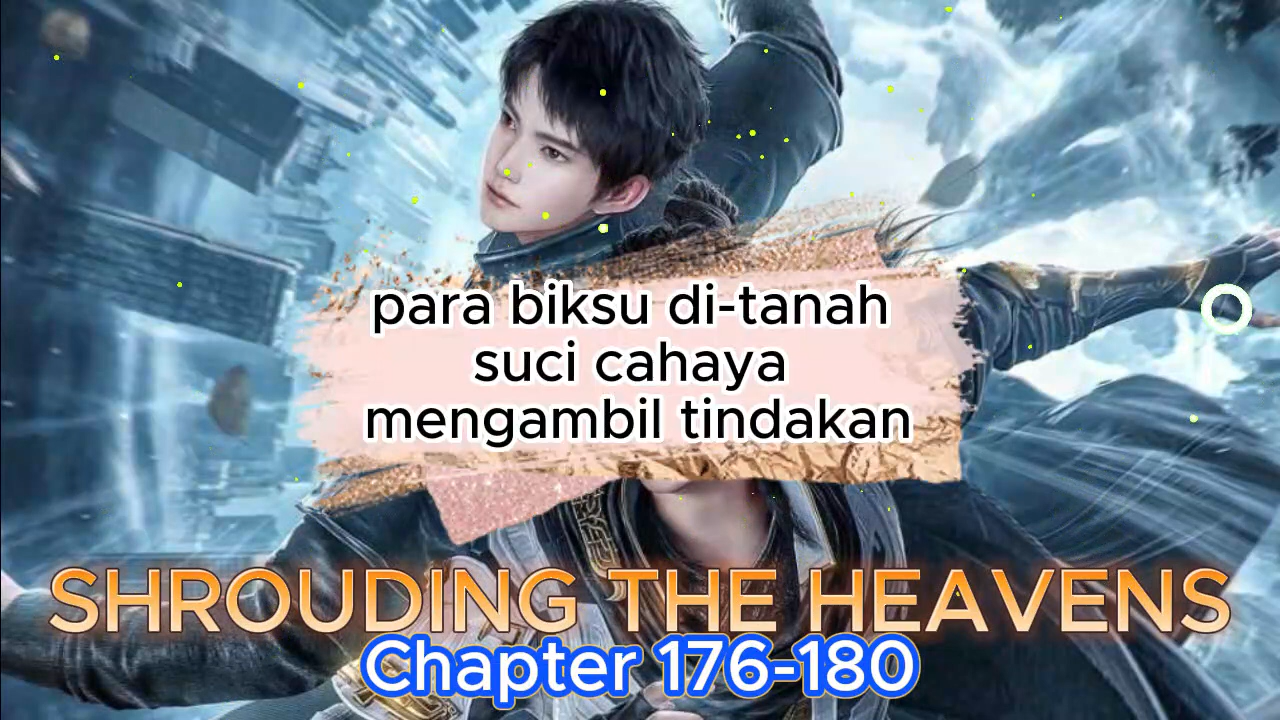 para biksu di-tanah
suci cahaya
mengambil tindakan
SHROUDING THE HEAVENS
Chapter 176-180